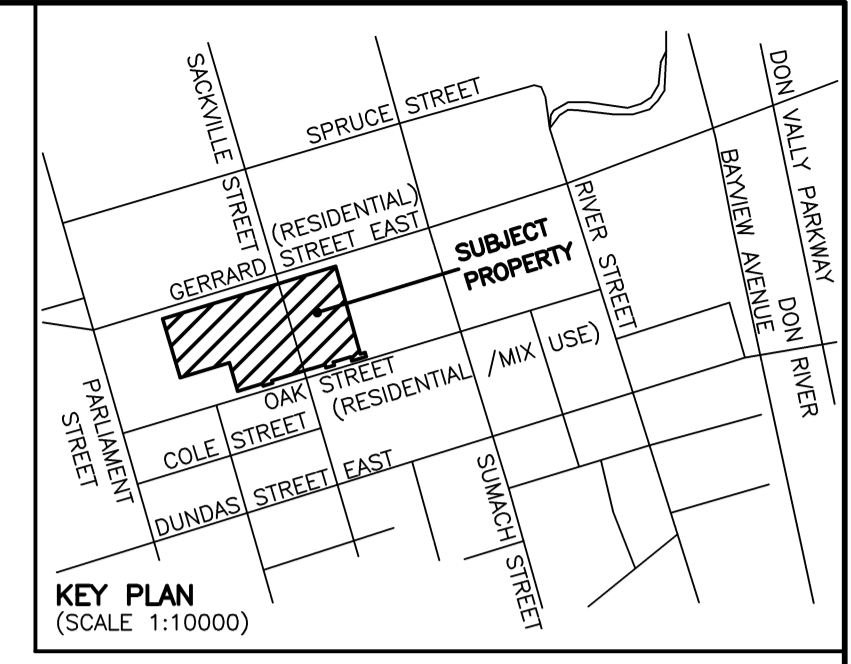 SACKVILLE STREET
SPRUCE STREET
DON VALLY PARKWAY
BAYVIEW AVENUE
(RESIDENTIAL)
GERRARD STREET EAST
SUBJECT
PROPERTY
RIVER STREET
DON RIVER
PARLIAMENT
STREET
OAK STREET
(RESIDENTIAL /MIX USE)
COLE STREET
DUNDAS STREET EAST
SUMACH STREET
KEY PLAN
(SCALE 1:10000)